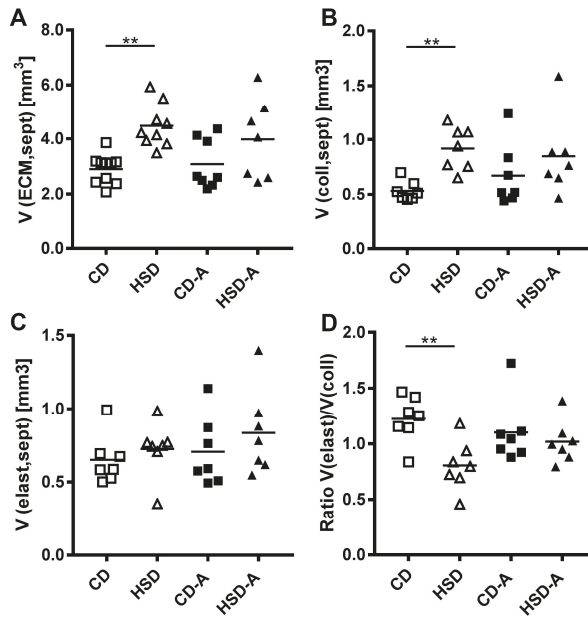 A
V (ECM,sept) [mm³]
8.0
6.0
4.0
2.0
0.0
**
CD
HSD
CD-A
HSD-A
B
V (coll,sept) [mm3]
2.0
1.5
1.0
0.5
0.0
**
CD
HSD
CD-A
HSD-A
C
V (elast,sept) [mm3]
1.5
1.0
0.5
0.0
CD
HSD
CD-A
HSD-A
D
Ratio V(elast)/V(coll)
2.0
1.5
1.0
0.5
0.0
**
CD
HSD
CD-A
HSD-A